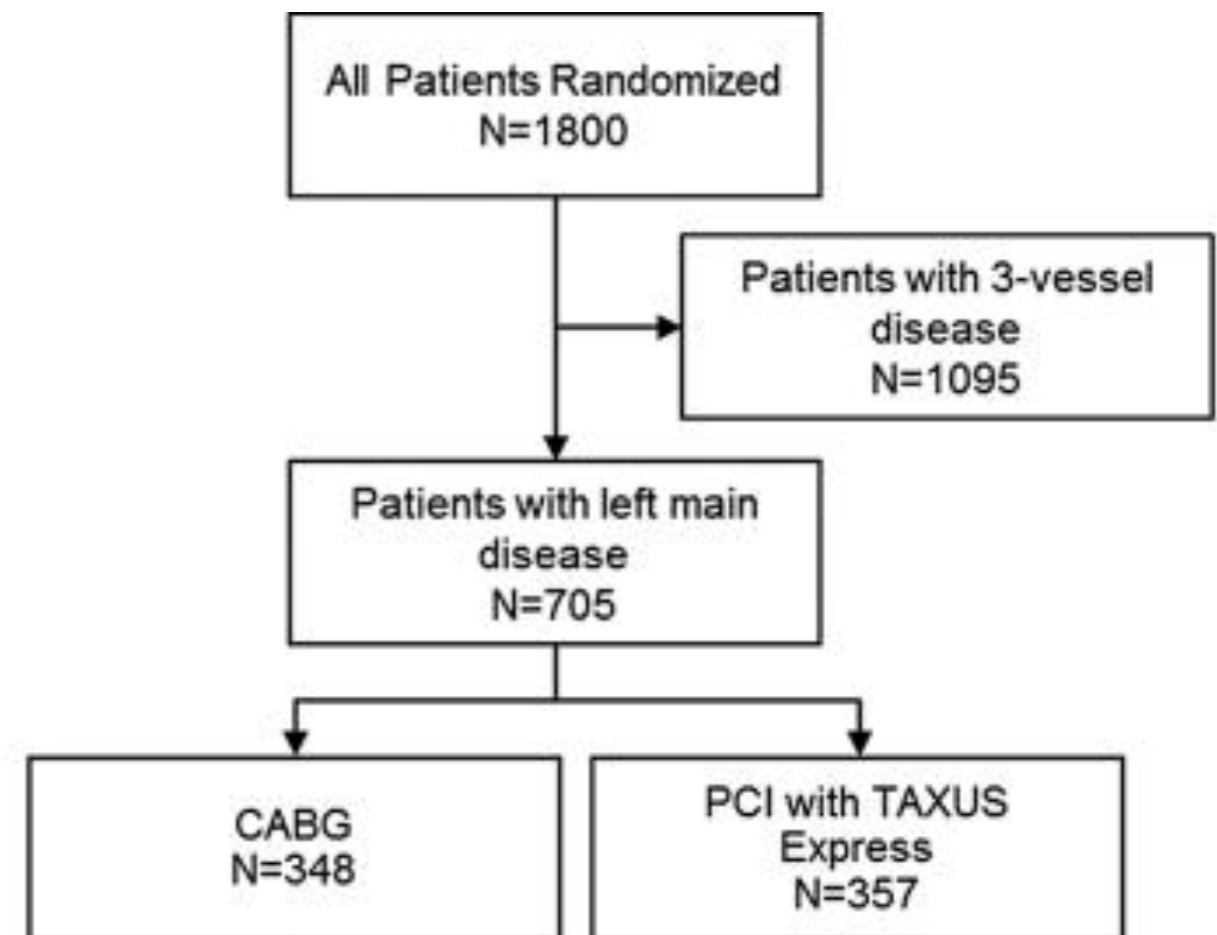 All Patients Randomized
N=1800
Patients with 3-vessel
disease
N=1095
Patients with left main
disease
N=705
CABG
N=348
PCI with TAXUS
Express
N=357